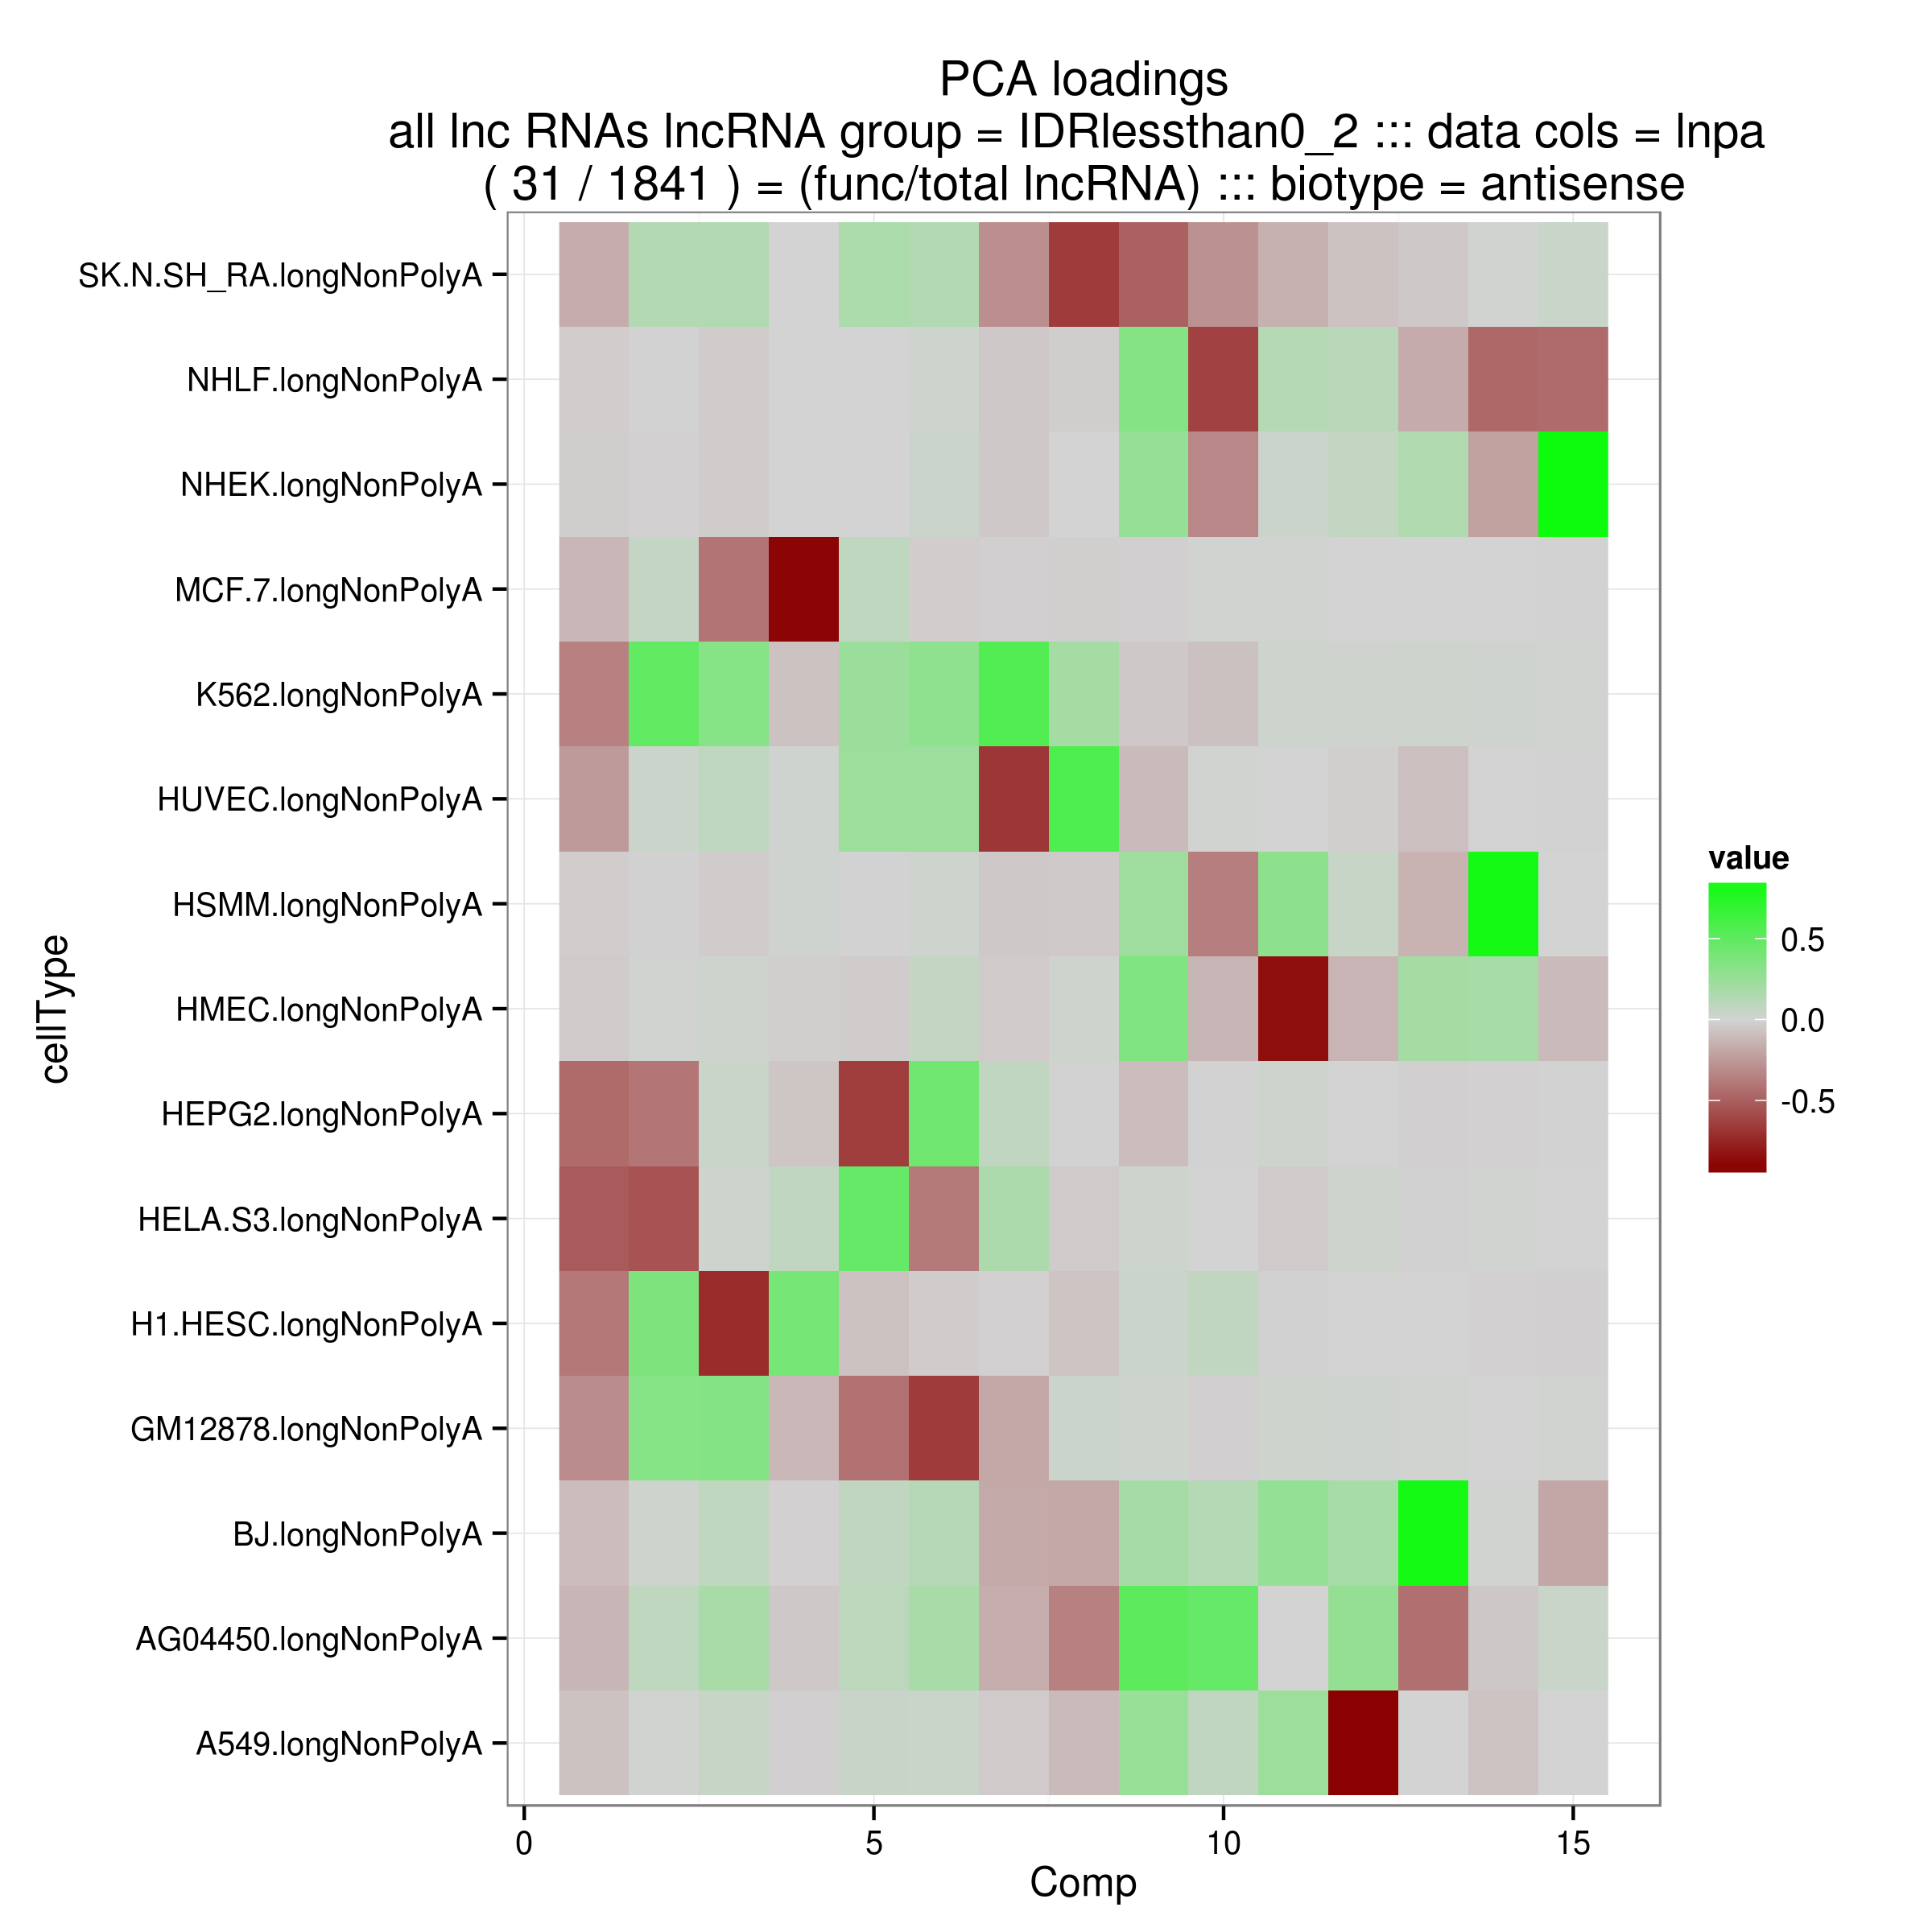 PCA loadings
all lnc RNAs lncRNA group = IDRlessthan0_2 ::: data cols = lnpa
( 31 / 1841 ) = (func/total lncRNA) ::: biotype = antisense
SK.N.SH_RA.longNonPolyA
NHLF.longNonPolyA
NHEK.longNonPolyA
MCF.7.longNonPolyA
K562.longNonPolyA
HUVEC.longNonPolyA
HSMM.longNonPolyA
HMEC.longNonPolyA
HEPG2.longNonPolyA
HELA.S3.longNonPolyA
H1.HESC.longNonPolyA
GM12878.longNonPolyA
BJ.longNonPolyA
AG04450.longNonPolyA
A549.longNonPolyA
cellType
0 5 10 15
Comp
value
0.5
0.0
-0.5